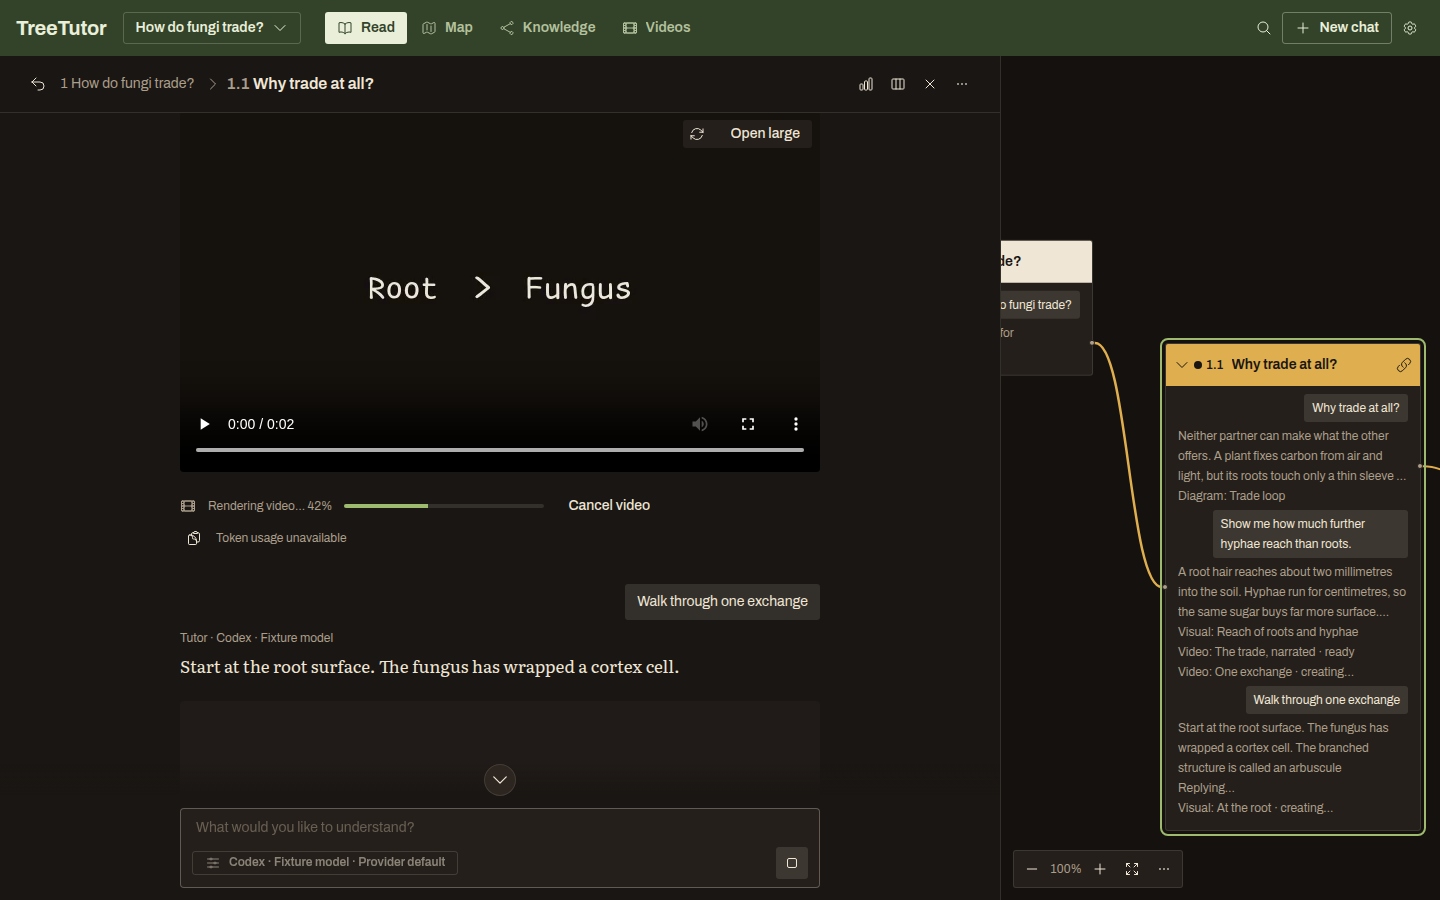 TreeTutor
How do fungi trade?
Read
Map
Knowledge
Videos
New chat
1 How do fungi trade?
1.1 Why trade at all?
Open large
Root > Fungus
0:00 / 0:02
Rendering video... 42%
Cancel video
Token usage unavailable
Walk through one exchange
Tutor · Codex · Fixture model
Start at the root surface. The fungus has wrapped a cortex cell.
What would you like to understand?
Codex · Fixture model · Provider default
de?
o fungi trade?
for
1.1 Why trade at all?
Why trade at all?
Neither partner can make what the other
offers. A plant fixes carbon from air and
light, but its roots touch only a thin sleeve ...
Diagram: Trade loop
Show me how much further
hyphae reach than roots.
A root hair reaches about two millimetres
into the soil. Hyphae run for centimetres, so
the same sugar buys far more surface....
Visual: Reach of roots and hyphae
Video: The trade, narrated · ready
Video: One exchange · creating...
Walk through one exchange
Start at the root surface. The fungus has
wrapped a cortex cell. The branched
structure is called an arbuscule
Replying...
Visual: At the root · creating...
100%